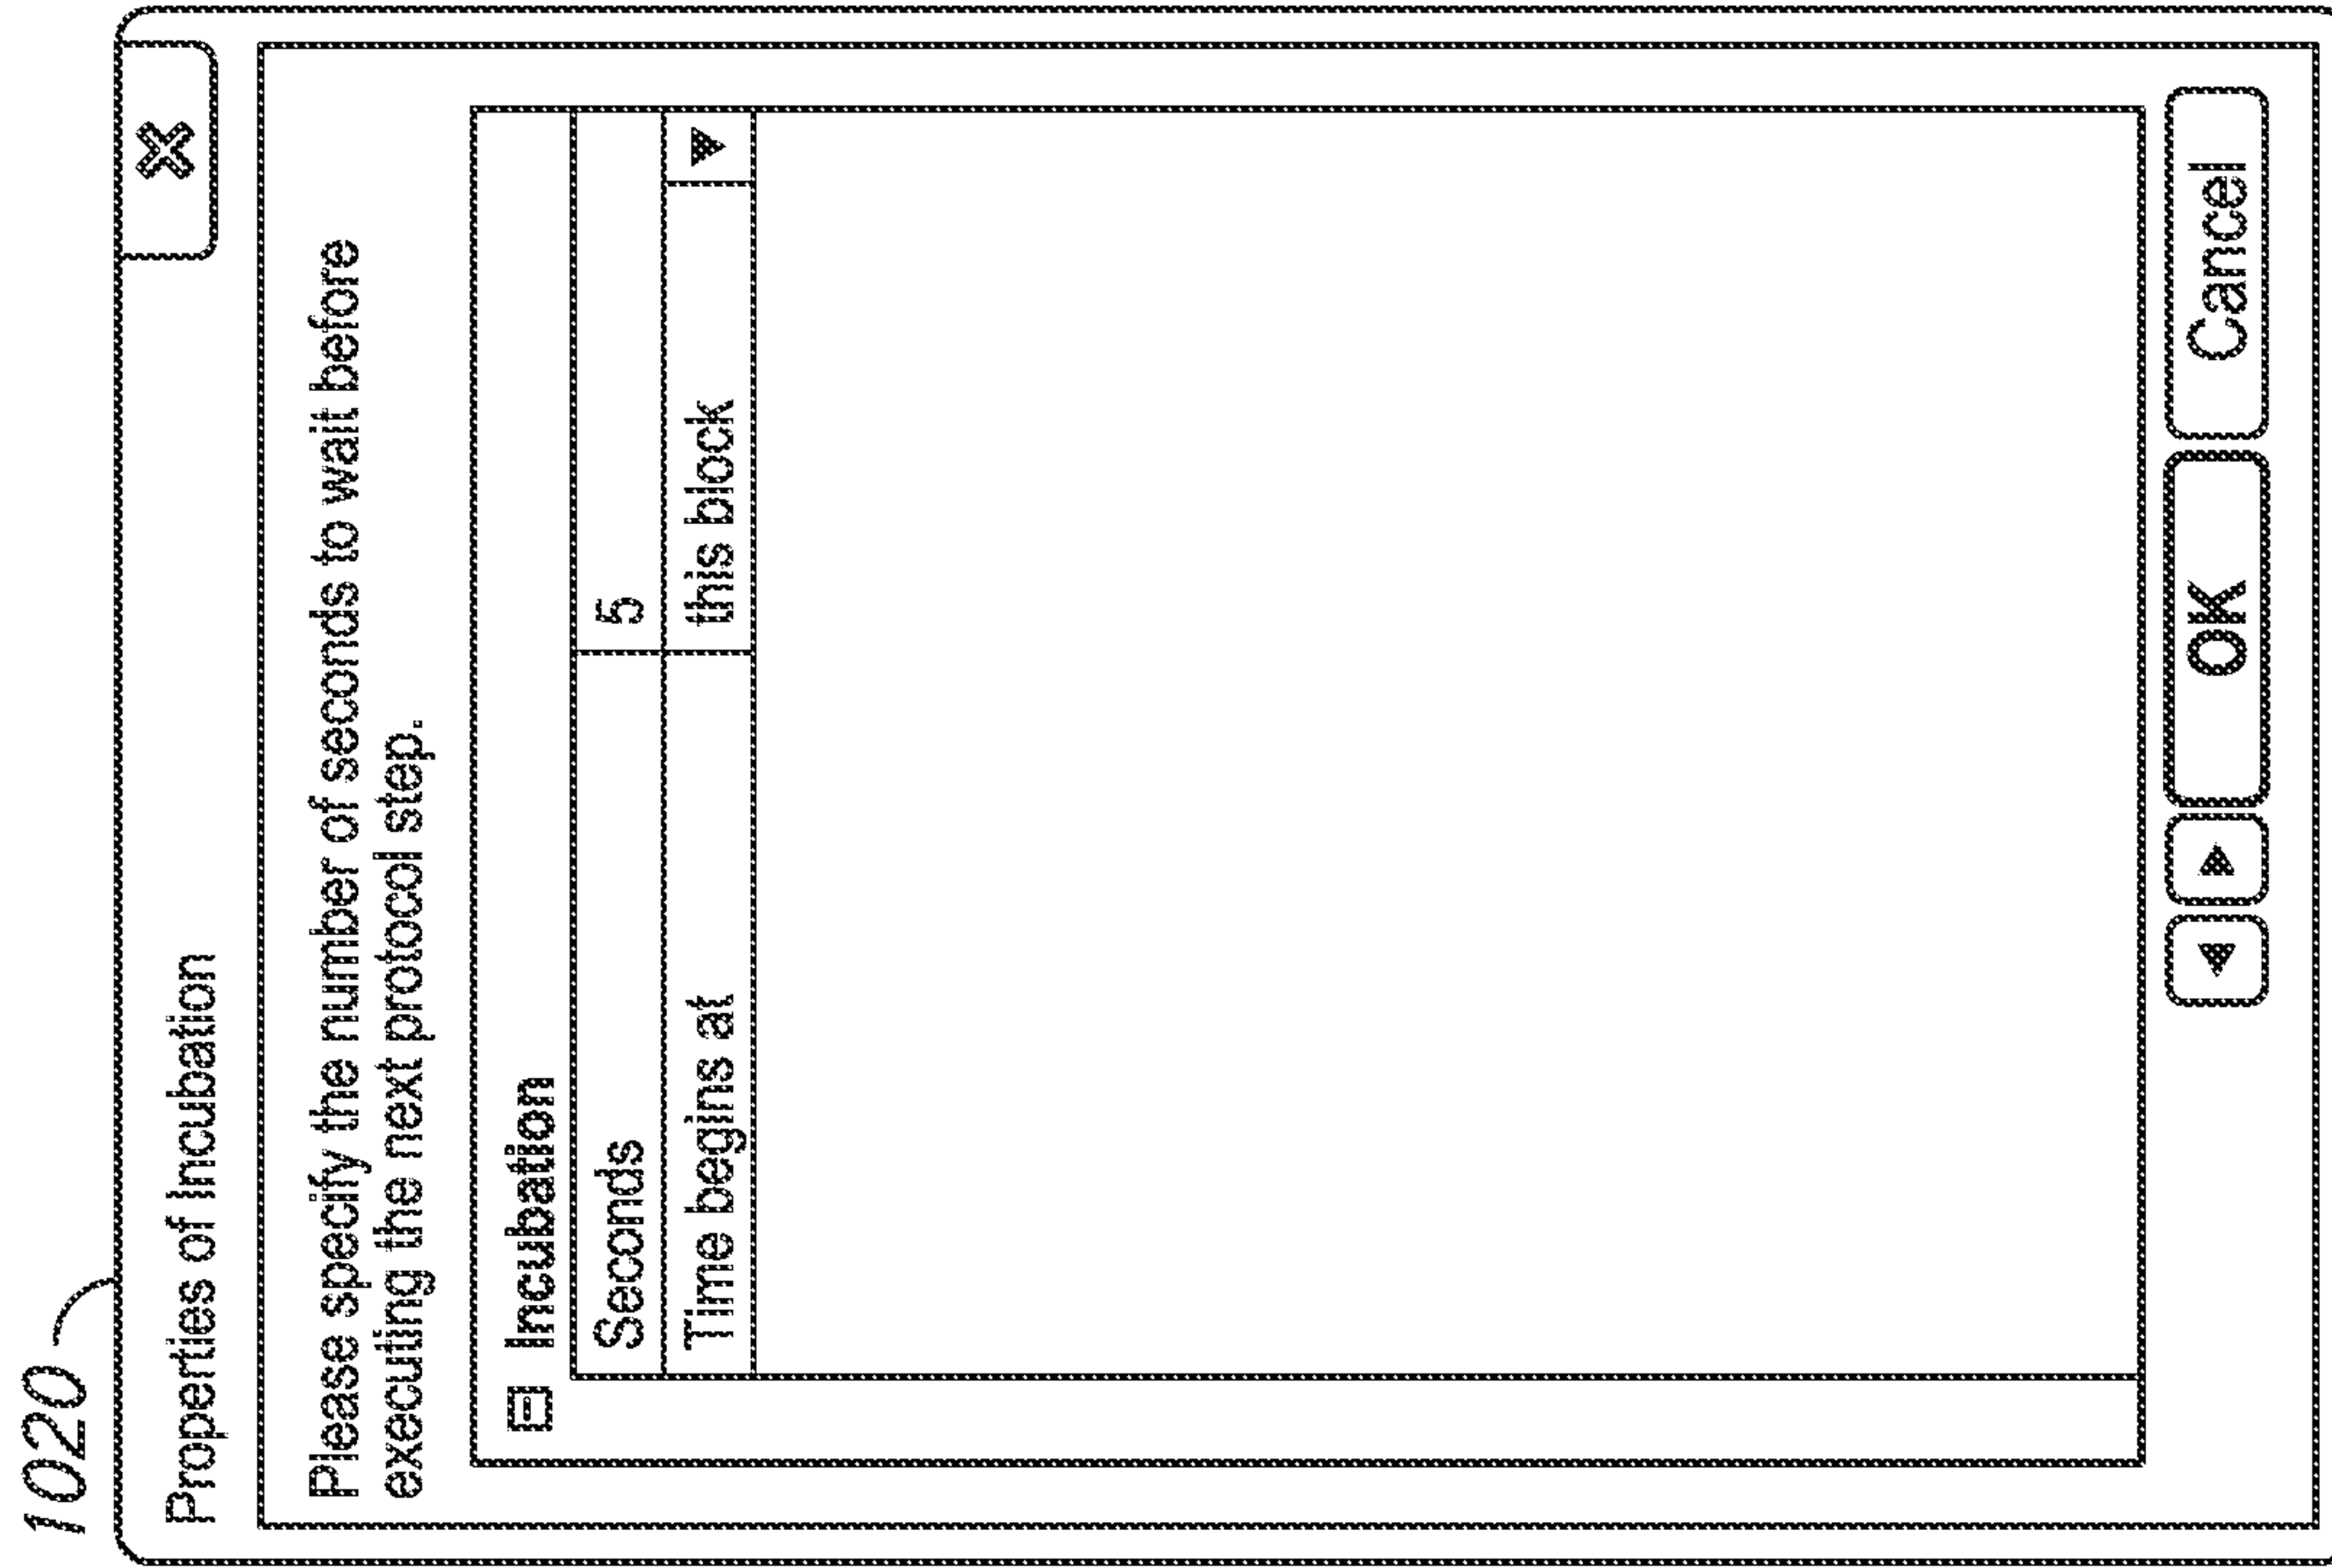 1020
Properties of Incubation
Please specify the number of seconds to wait before
executing the next protocol step.
Incubation
Seconds 5
Time begins at this block
OK Cancel